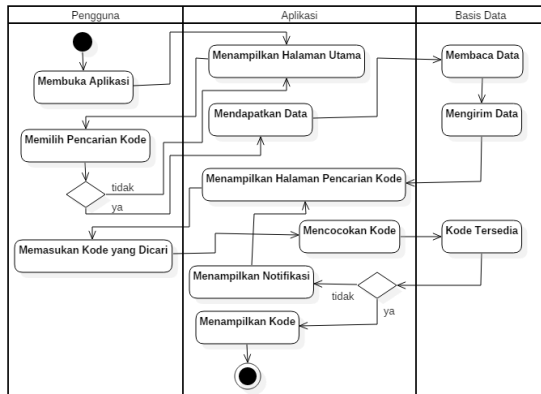 Pengguna
Aplikasi
Basis Data
Menampilkan Halaman Utama
Membaca Data
Membuka Aplikasi
Mendapatkan Data
Mengirim Data
Memilih Pencarian Kode
tidak
ya
Menampilkan Halaman Pencarian Kode
Memasukan Kode yang Dicari
Mencocokan Kode
Kode Tersedia
Menampilkan Notifikasi
tidak
ya
Menampilkan Kode